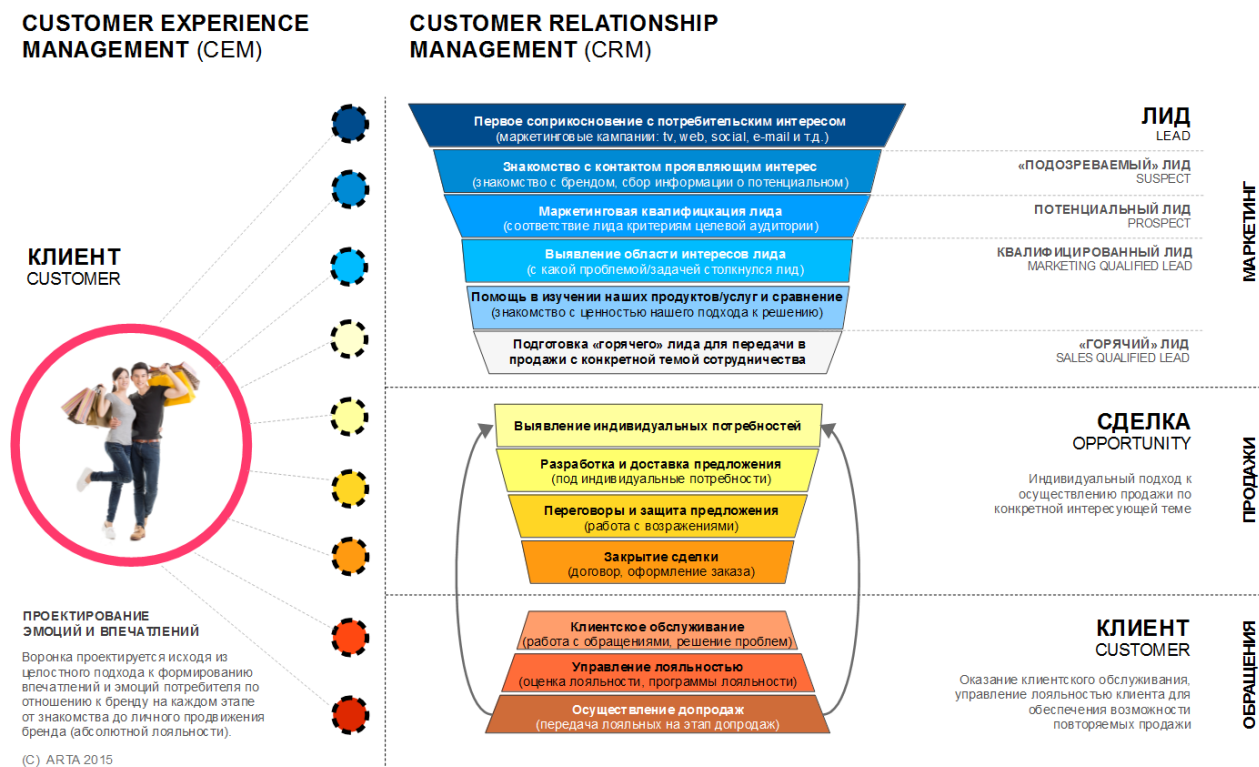 CUSTOMER EXPERIENCE
MANAGEMENT (CEM)
CUSTOMER RELATIONSHIP
MANAGEMENT (CRM)
КЛИЕНТ
CUSTOMER
ПРОЕКТИРОВАНИЕ
ЭМОЦИЙ И ВПЕЧАТЛЕНИЙ
Воронка проектируется исходя из
целостного подхода к формированию
впечатлений и эмоций потребителя по
отношению к бренду на каждом этапе
от знакомства до личного продвижения
бренда (абсолютной лояльности).
(C) ARTA 2015
Первое соприкосновение с потребительским интересом
(маркетинговые кампании: tv, web, social, e-mail и т.д.)
Знакомство с контактом проявляющим интерес
(знакомство с брендом, сбор информации о потенциальном)
Маркетинговая квалифицкация лида
(соответствие лида критериям целевой аудитории)
Выявление области интересов лида
(с какой проблемой/задачей столкнулся лид)
Помощь в изучении наших продуктов/услуг и сравнение
(знакомство с ценностью нашего подхода к решению)
Подготовка «горячего» лида для передачи в
продажи с конкретной темой сотрудничества
ЛИД
LEAD
«ПОДОЗРЕВАЕМЫЙ» ЛИД
SUSPECT
ПОТЕНЦИАЛЬНЫЙ ЛИД
PROSPECT
КВАЛИФИЦИРОВАННЫЙ ЛИД
MARKETING QUALIFIED LEAD
«ГОРЯЧИЙ» ЛИД
SALES QUALIFIED LEAD
МАРКЕТИНГ
Выявление индивидуальных потребностей
Разработка и доставка предложения
(под индивидуальные потребности)
Переговоры и защита предложения
(работа с возражениями)
Закрытие сделки
(договор, оформление заказа)
СДЕЛКА
OPPORTUNITY
Индивидуальный подход к
осуществлению продажи по
конкретной интересующей теме
ПРОДАЖИ
Клиентское обслуживание
(работа с обращениями, решение проблем)
Управление лояльностью
(оценка лояльности, программы лояльности)
Осуществление допродаж
(передача лояльных на этап допродаж)
КЛИЕНТ
CUSTOMER
Оказание клиентского обслуживания,
управление лояльностью клиента для
обеспечения возможности
повторяемых продажи
ОБРАЩЕНИЯ